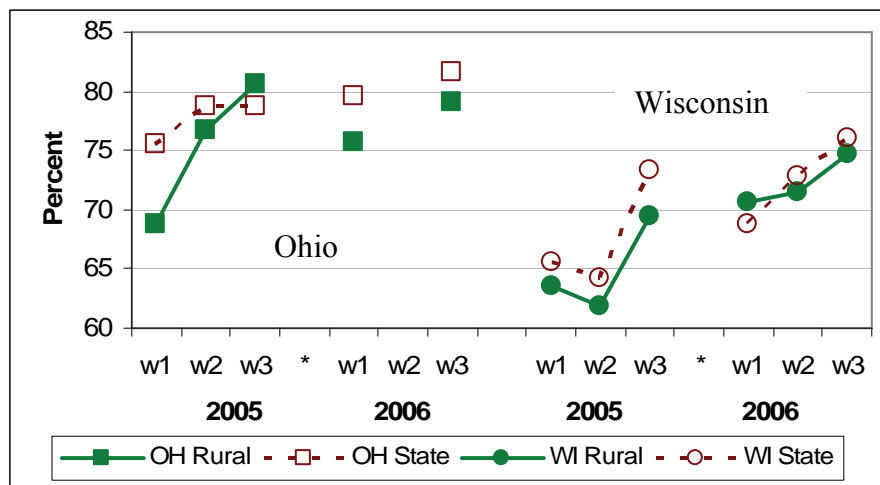 85
80
75
70
65
60
Percent
Ohio
Wisconsin
w1 w2 w3 * w1 w2 w3 w1 w2 w3 * w1 w2 w3
2005 2006 2005 2006
OH Rural OH State WI Rural WI State